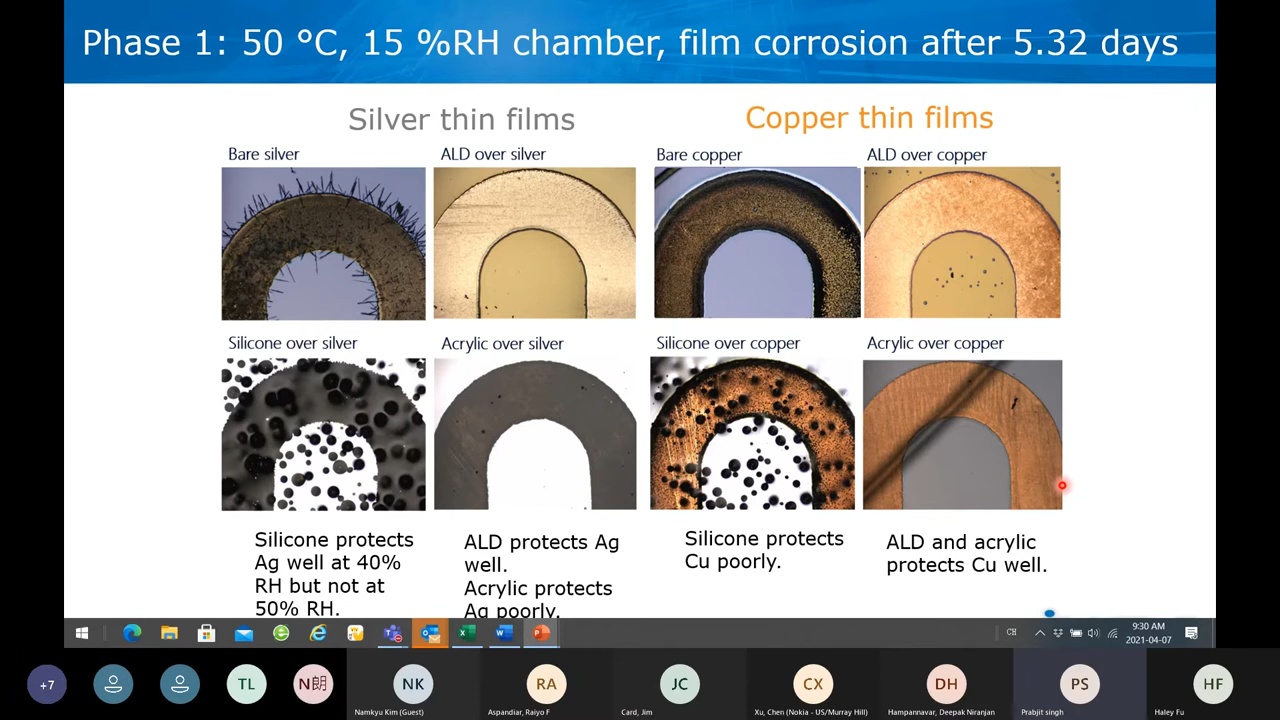 Phase 1: 50 °C, 15 %RH chamber, film corrosion after 5.32 days
Silver thin films
Copper thin films
Bare silver
ALD over silver
Bare copper
ALD over copper
Silicone over silver
Acrylic over silver
Silicone over copper
Acrylic over copper
Silicone protects
Ag well at 40%
RH but not at
50% RH.
ALD protects Ag
well.
Acrylic protects
Ag poorly.
Silicone protects
Cu poorly.
ALD and acrylic
protects Cu well.
CH
9:30 AM
2021-04-07
+7
TL
N朗
NK
RA
JC
CX
DH
PS
HF
Namkyu Kim (Guest)
Aspandiar, Raiyo F
Card, Jim
Xu, Chen (Nokia - US/Murray Hill)
Hampannavar, Deepak Niranjan
Prabjit singh
Haley Fu